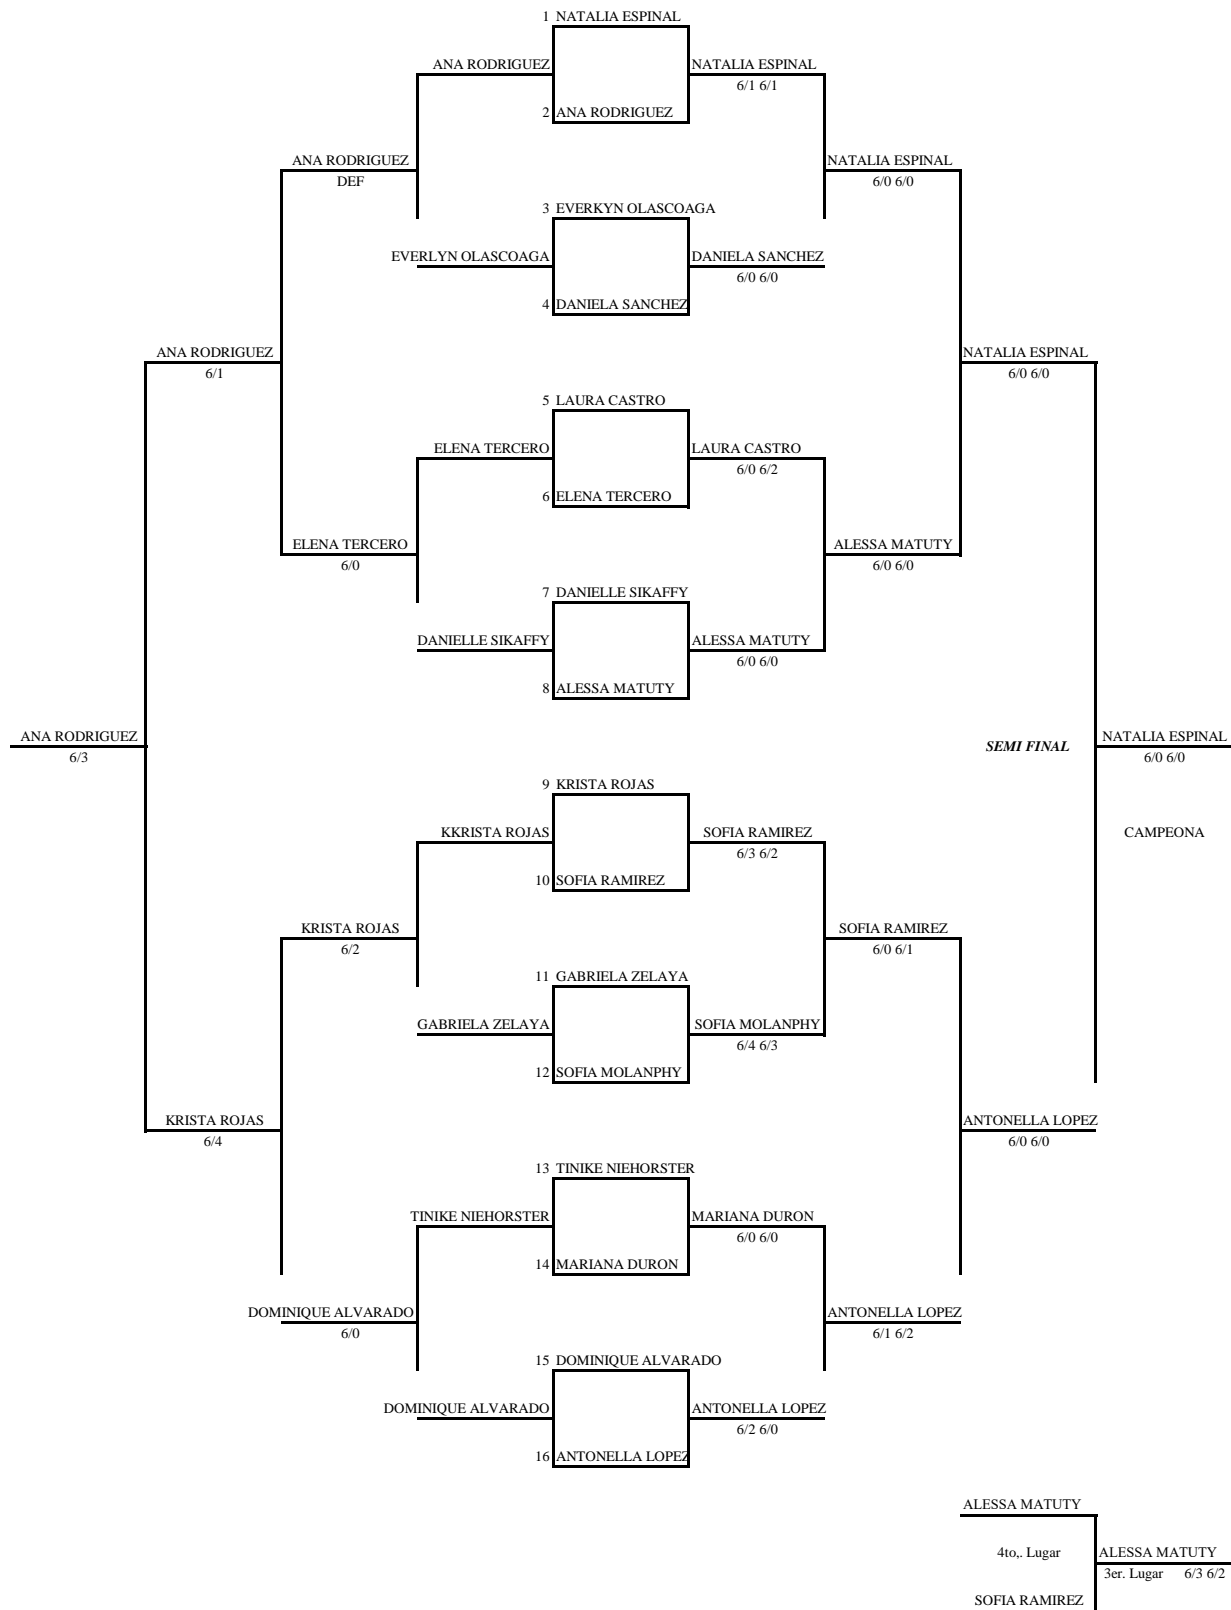 1 NATALIA ESPINAL
ANA RODRIGUEZ NATALIA ESPINAL
6/1 6/1
2 ANA RODRIGUEZ
ANA RODRIGUEZ NATALIA ESPINAL
DEF 6/0 6/0
3 EVERKYN OLASCOAGA
EVERLYN OLASCOAGA DANIELA SANCHEZ
6/0 6/0
4 DANIELA SANCHEZ
ANA RODRIGUEZ NATALIA ESPINAL
6/1 6/0 6/0
5 LAURA CASTRO
ELENA TERCERO LAURA CASTRO
6/0 6/2
6 ELENA TERCERO
ELENA TERCERO ALESSA MATUTY
6/0 6/0 6/0
7 DANIELLE SIKAFFY
DANIELLE SIKAFFY ALESSA MATUTY
6/0 6/0
8 ALESSA MATUTY
ANA RODRIGUEZ SEMI FINAL NATALIA ESPINAL
6/3 6/0 6/0
9 KRISTA ROJAS
KKRISTA ROJAS SOFIA RAMIREZ CAMPEONA
6/3 6/2
10 SOFIA RAMIREZ
KRISTA ROJAS SOFIA RAMIREZ
6/2 6/0 6/1
11 GABRIELA ZELAYA
GABRIELA ZELAYA SOFIA MOLANPHY
6/4 6/3
12 SOFIA MOLANPHY
KRISTA ROJAS ANTONELLA LOPEZ
6/4 6/0 6/0
13 TINIKE NIEHORSTER
TINIKE NIEHORSTER MARIANA DURON
6/0 6/0
14 MARIANA DURON
DOMINIQUE ALVARADO ANTONELLA LOPEZ
6/0 6/1 6/2
15 DOMINIQUE ALVARADO
DOMINIQUE ALVARADO ANTONELLA LOPEZ
6/2 6/0
16 ANTONELLA LOPEZ
ALESSA MATUTY
4to,. Lugar ALESSA MATUTY
3er. Lugar 6/3 6/2
SOFIA RAMIREZ